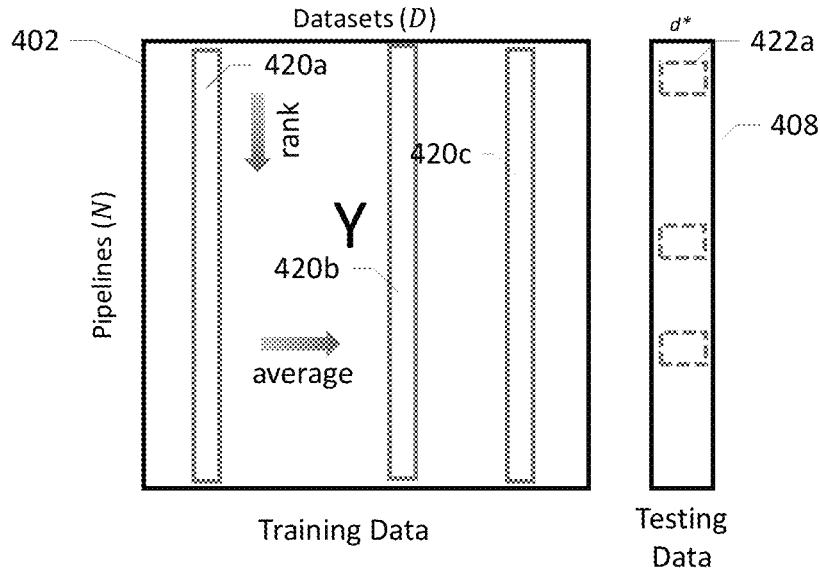 Datasets (D)
402
420a
rank
420c
Y
420b
Pipelines (N)
average
Training Data
d*
422a
408
Testing
Data